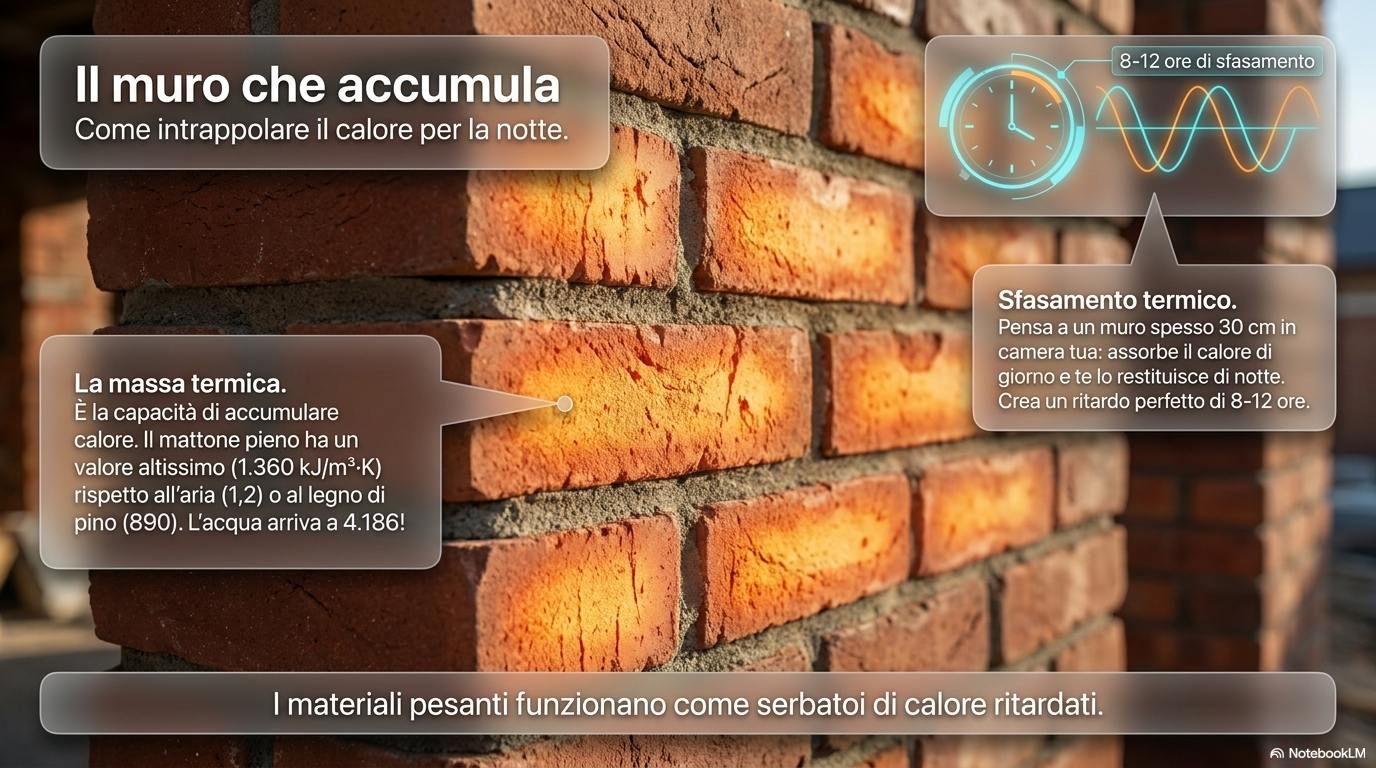 Il muro che accumula
Come intrappolare il calore per la notte.
8-12 ore di sfasamento
Sfasamento termico.
Pensa a un muro spesso 30 cm in
camera tua: assorbe il calore di
giorno e te lo restituisce di notte.
Crea un ritardo perfetto di 8-12 ore.
La massa termica.
È la capacità di accumulare
calore. Il mattone pieno ha un
valore altissimo (1.360 kJ/m³·K)
rispetto all'aria (1,2) o al legno di
pino (890). L'acqua arriva a 4.186!
I materiali pesanti funzionano come serbatoi di calore ritardati.
NotebookLM